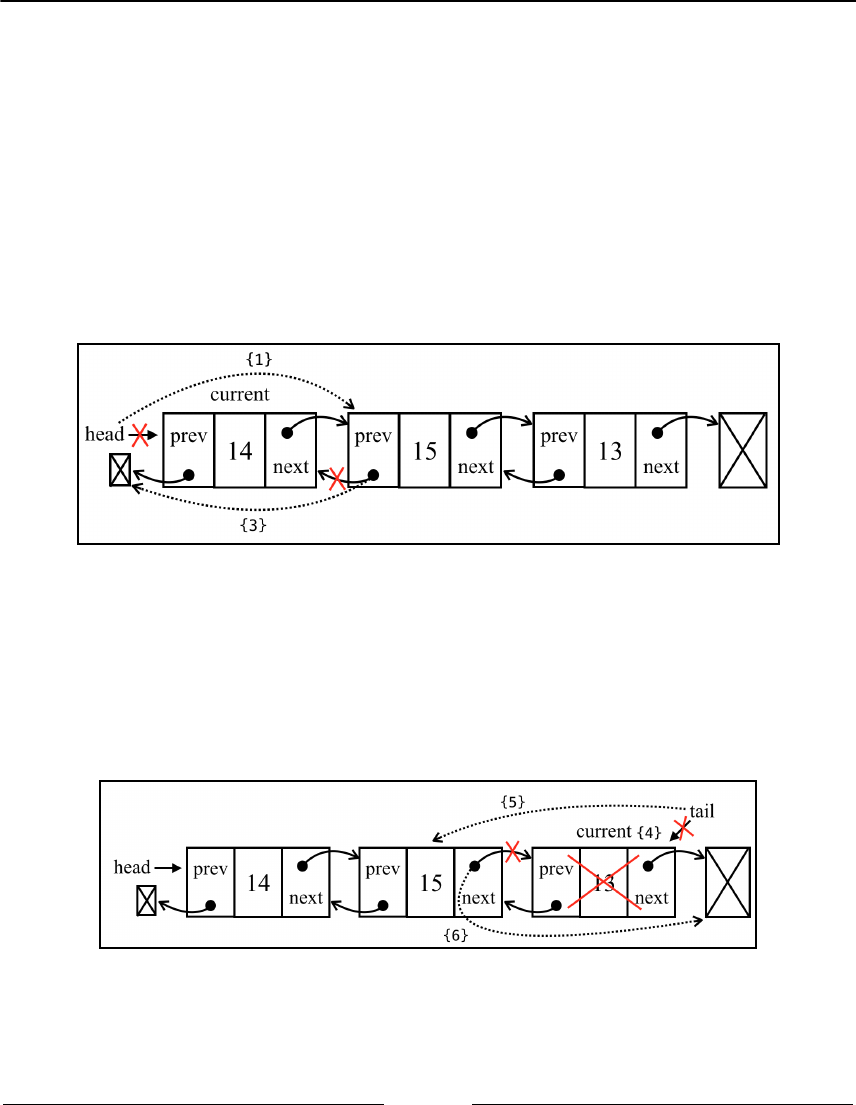 {1}
current
head prev 14 next prev 15 next prev 13 next
{3}
{5} tail
current {4}
head prev 14 next prev 15 next prev 13 next
{6}